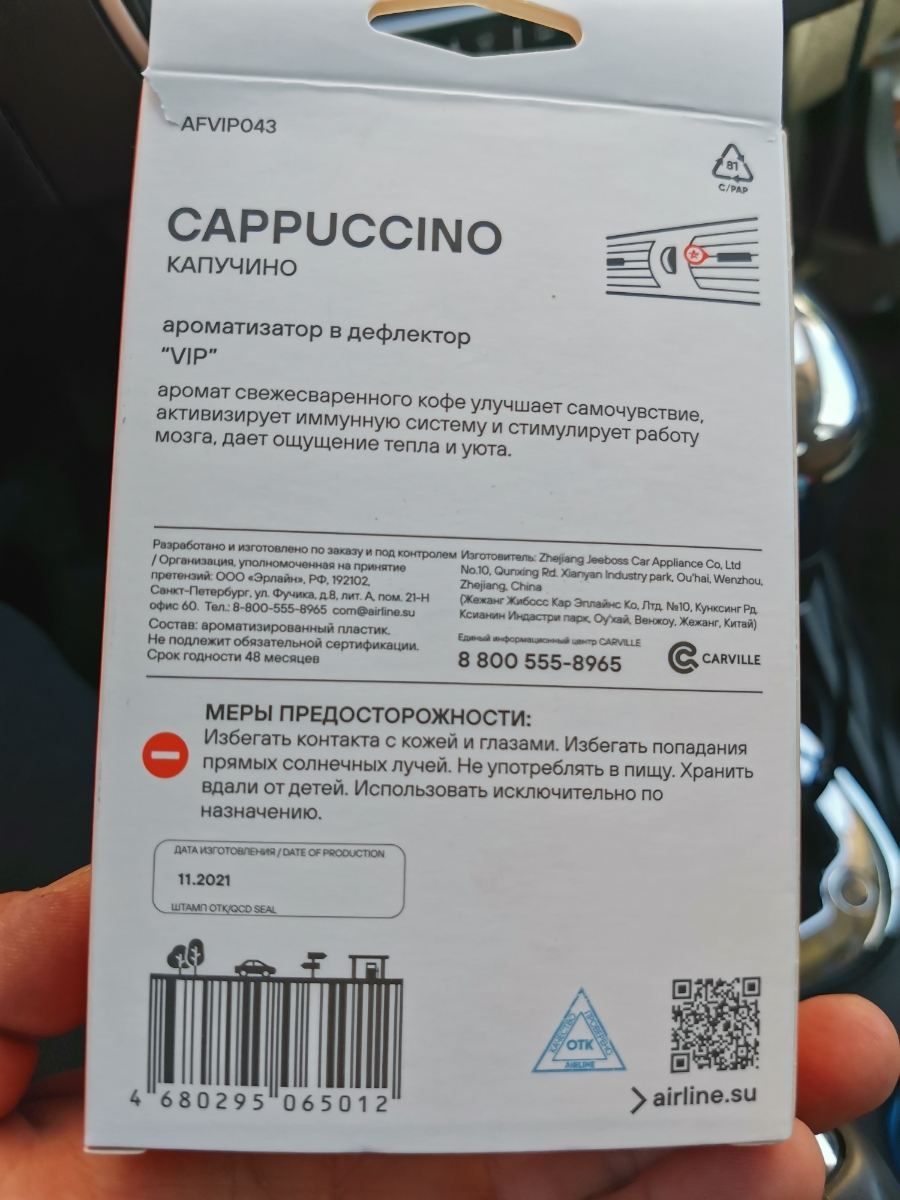 AFVIP043
81
C/PAP
CAPPUCCINO
КАПУЧИНО
ароматизатор в дефлектор
“VIP”
аромат свежесваренного кофе улучшает самочувствие,
активизирует иммунную систему и стимулирует работу
мозга, дает ощущение тепла и уюта.
Разработано и изготовлено по заказу и под контролем
/ Организация, уполномоченная на принятие
претензий: ООО «Эрлайн», РФ, 192102,
Санкт-Петербург, ул. Фучика, д.8, лит. А, пом. 21-Н
офис 60. Тел.: 8-800-555-8965 com@airline.su
Состав: ароматизированный пластик.
Не подлежит обязательной сертификации.
Срок годности 48 месяцев
Изготовитель: Zhejiang Jeeboss Car Appliance Co, Ltd
No.10, Qunxing Rd. Xianyan Industry park, Ou'hai, Wenzhou,
Zhejiang, China
(Жежанг Жибосс Кар Эплайнс Ко, Лтд. №10, Кунксинг Рд.
Ксианин Индастри парк, Оу'хай, Венжоу, Жежанг, Китай)
Единый информационный центр CARVILLE
8 800 555-8965
CARVILLE
МЕРЫ ПРЕДОСТОРОЖНОСТИ:
Избегать контакта с кожей и глазами. Избегать попадания
прямых солнечных лучей. Не употреблять в пищу. Хранить
вдали от детей. Использовать исключительно по
назначению.
ДАТА ИЗГОТОВЛЕНИЯ / DATE OF PRODUCTION
11.2021
ШТАМП ОТК/QCD SEAL
4 680295 065012
КАЧЕСТВО
ПРОВЕРЕНО
ОТК
AIRLINE
airline.su